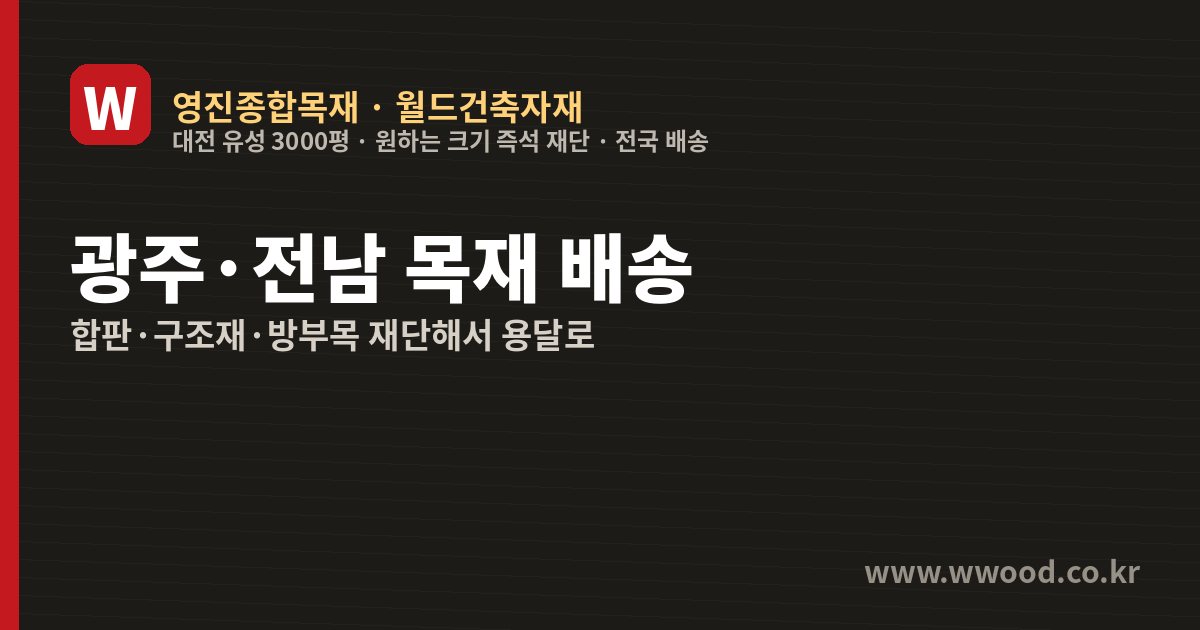 W
영진종합목재 · 월드건축자재
대전 유성 3000평 · 원하는 크기 즉석 재단 · 전국 배송
광주·전남 목재 배송
합판·구조재·방부목 재단해서 용달로
www.wwood.co.kr